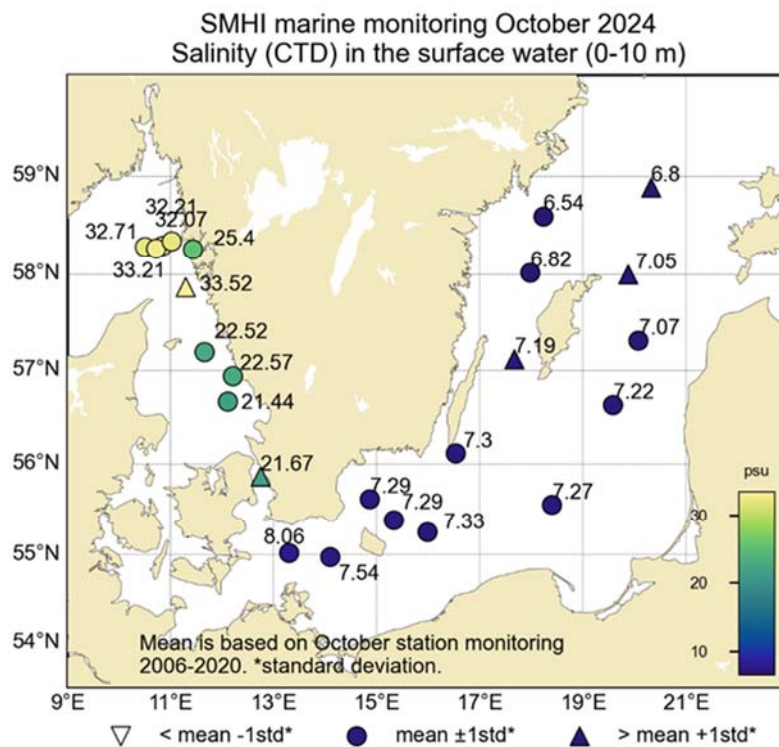 SMHI marine monitoring October 2024
Salinity (CTD) in the surface water (0-10 m)
59°N
6.8
32.21
6.54
32.07
32.71
25.4
33.21
58°N
6.82
7.05
33.52
22.52
7.07
57°N
22.57
7.19
21.44
7.22
7.3
56°N
21.67
psu
7.29
7.27
7.29
30
8.06
7.33
55°N
7.54
20
54°N
Mean is based on October station monitoring
2006-2020. *standard deviation.
10
9°E 11°E 13°E 15°E 17°E 19°E 21°E
< mean -1std* mean ±1std* > mean +1std*